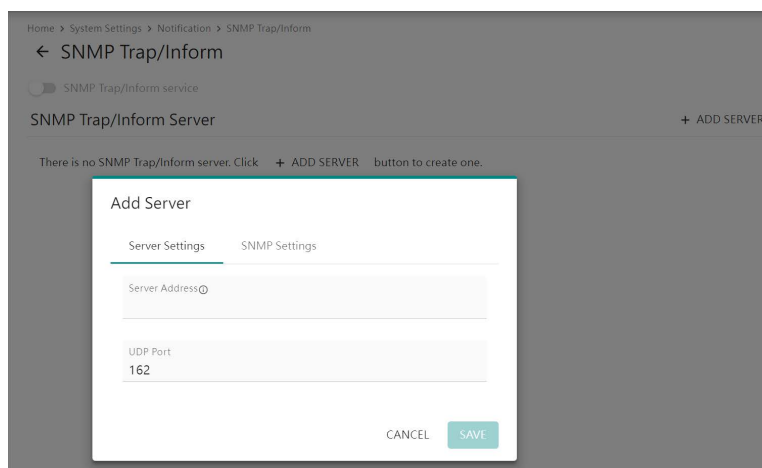 Home > System Settings > Notification > SNMP Trap/Inform
← SNMP Trap/Inform
SNMP Trap/Inform service
SNMP Trap/Inform Server + ADD SERVER
There is no SNMP Trap/Inform server. Click + ADD SERVER button to create one.
Add Server
Server Settings SNMP Settings
Server Address
UDP Port
162
CANCEL SAVE